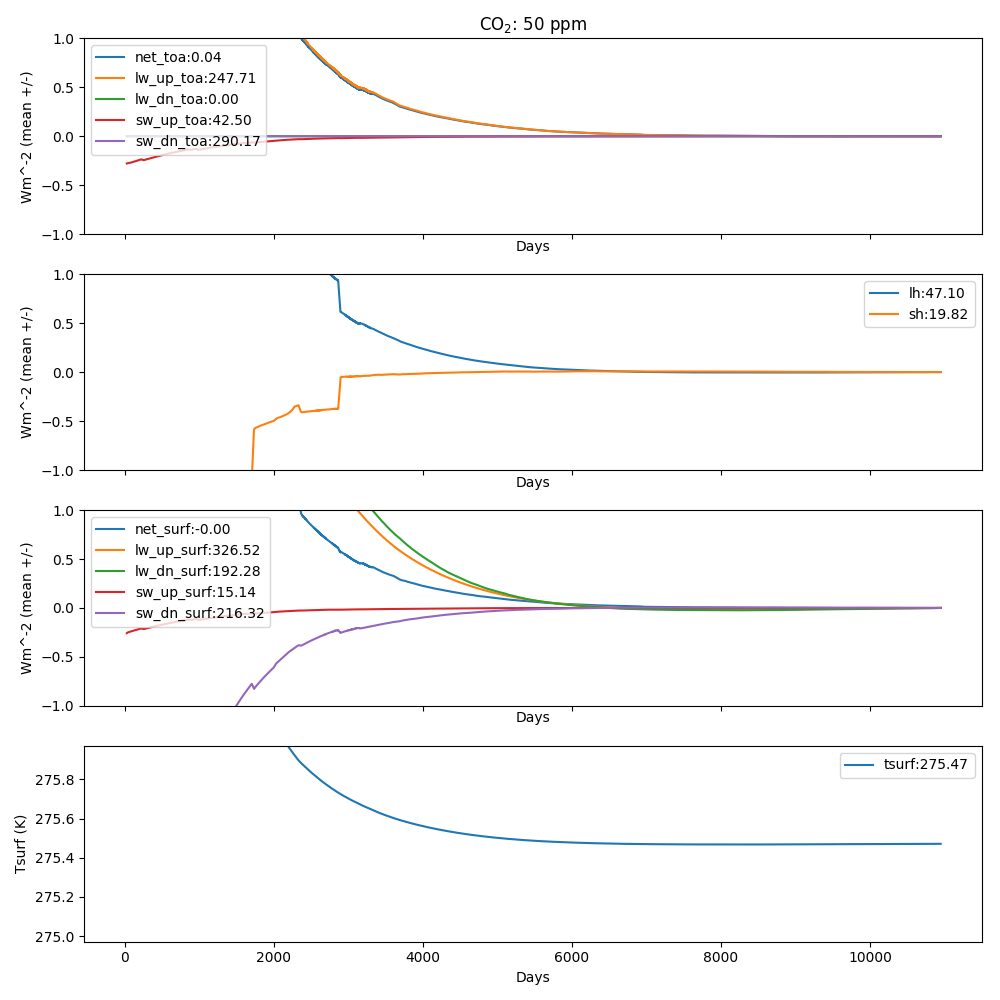 CO₂: 50 ppm
1.0
0.5
0.0
−0.5
−1.0
Wm^-2 (mean +/-)
net_toa:0.04
lw_up_toa:247.71
lw_dn_toa:0.00
sw_up_toa:42.50
sw_dn_toa:290.17
Days
1.0
0.5
0.0
−0.5
−1.0
Wm^-2 (mean +/-)
lh:47.10
sh:19.82
Days
1.0
0.5
0.0
−0.5
−1.0
Wm^-2 (mean +/-)
net_surf:-0.00
lw_up_surf:326.52
lw_dn_surf:192.28
sw_up_surf:15.14
sw_dn_surf:216.32
Days
275.8
275.6
275.4
275.2
275.0
Tsurf (K)
tsurf:275.47
0 2000 4000 6000 8000 10000
Days